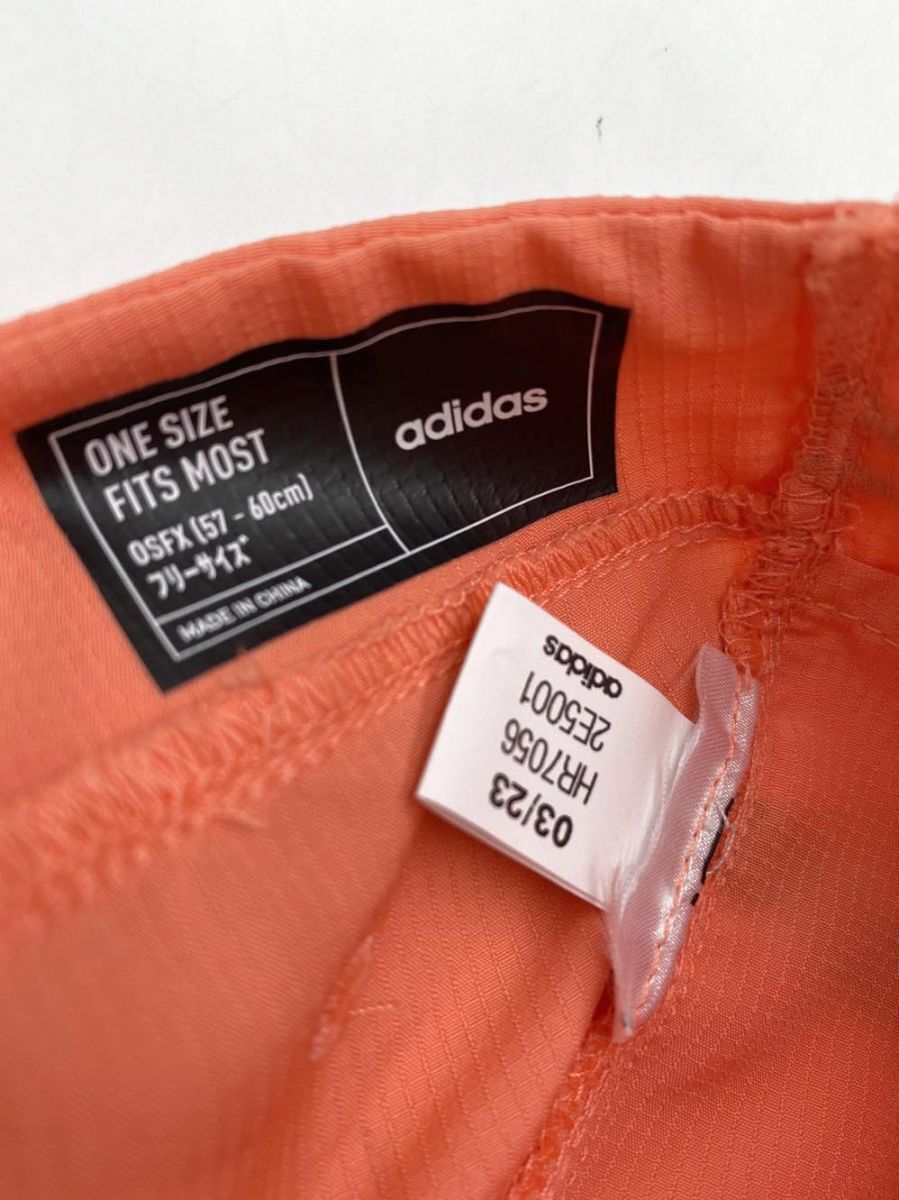 ONE SIZE
FITS MOST
OSFX (57 - 60cm)
フリーサイズ
MADE IN CHINA
adidas
03/23
HR7056
2E5001
adidas